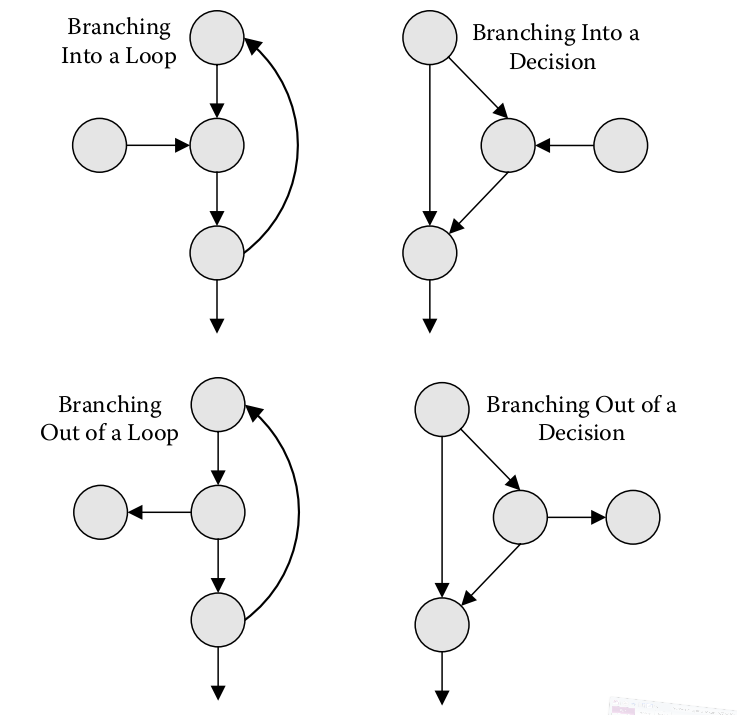 Branching
Into a Loop
Branching Into a
Decision
Branching
Out of a Loop
Branching Out of a
Decision